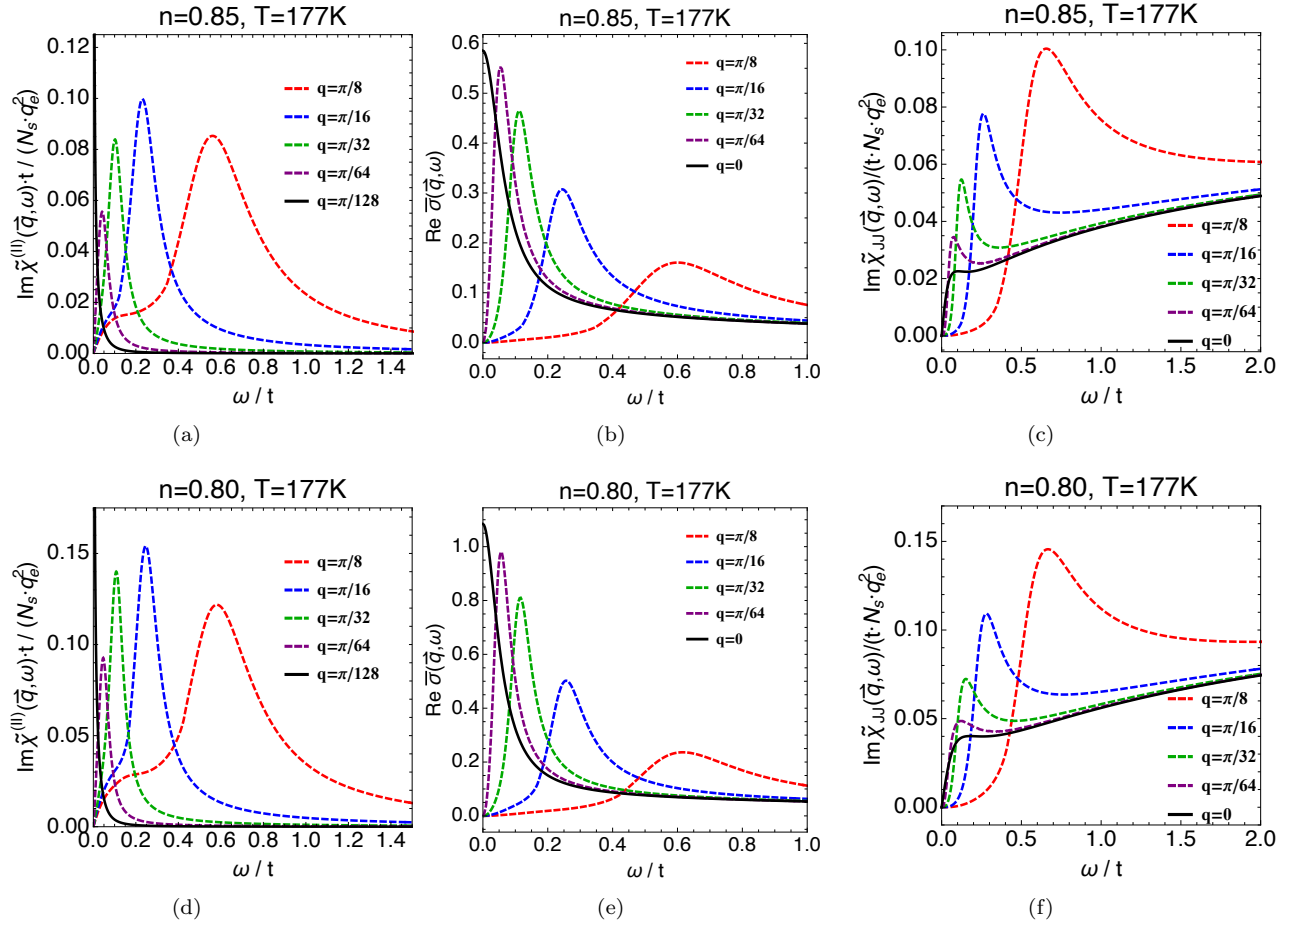 n=0.85, T=177K
Im χ̃^(II)(q⃗,ω)·t / (N_s·q_e^2)
0.12
0.10
0.08
0.06
0.04
0.02
0.00
q=π/8
q=π/16
q=π/32
q=π/64
q=π/128
0.0 0.2 0.4 0.6 0.8 1.0 1.2 1.4
ω / t
(a)
n=0.85, T=177K
Re σ̅(q⃗,ω)
0.6
0.5
0.4
0.3
0.2
0.1
0.0
q=π/8
q=π/16
q=π/32
q=π/64
q=0
0.0 0.2 0.4 0.6 0.8 1.0
ω / t
(b)
n=0.85, T=177K
Im χ̃_JJ(q⃗,ω)/(t·N_s·q_e^2)
0.10
0.08
0.06
0.04
0.02
0.00
q=π/8
q=π/16
q=π/32
q=π/64
q=0
0.0 0.5 1.0 1.5 2.0
ω / t
(c)
n=0.80, T=177K
Im χ̃^(II)(q⃗,ω)·t / (N_s·q_e^2)
0.15
0.10
0.05
0.00
q=π/8
q=π/16
q=π/32
q=π/64
q=π/128
0.0 0.2 0.4 0.6 0.8 1.0 1.2 1.4
ω / t
(d)
n=0.80, T=177K
Re σ̅(q⃗,ω)
1.0
0.8
0.6
0.4
0.2
0.0
q=π/8
q=π/16
q=π/32
q=π/64
q=0
0.0 0.2 0.4 0.6 0.8 1.0
ω / t
(e)
n=0.80, T=177K
Im χ̃_JJ(q⃗,ω)/(t·N_s·q_e^2)
0.15
0.10
0.05
0.00
q=π/8
q=π/16
q=π/32
q=π/64
q=0
0.0 0.5 1.0 1.5 2.0
ω / t
(f)